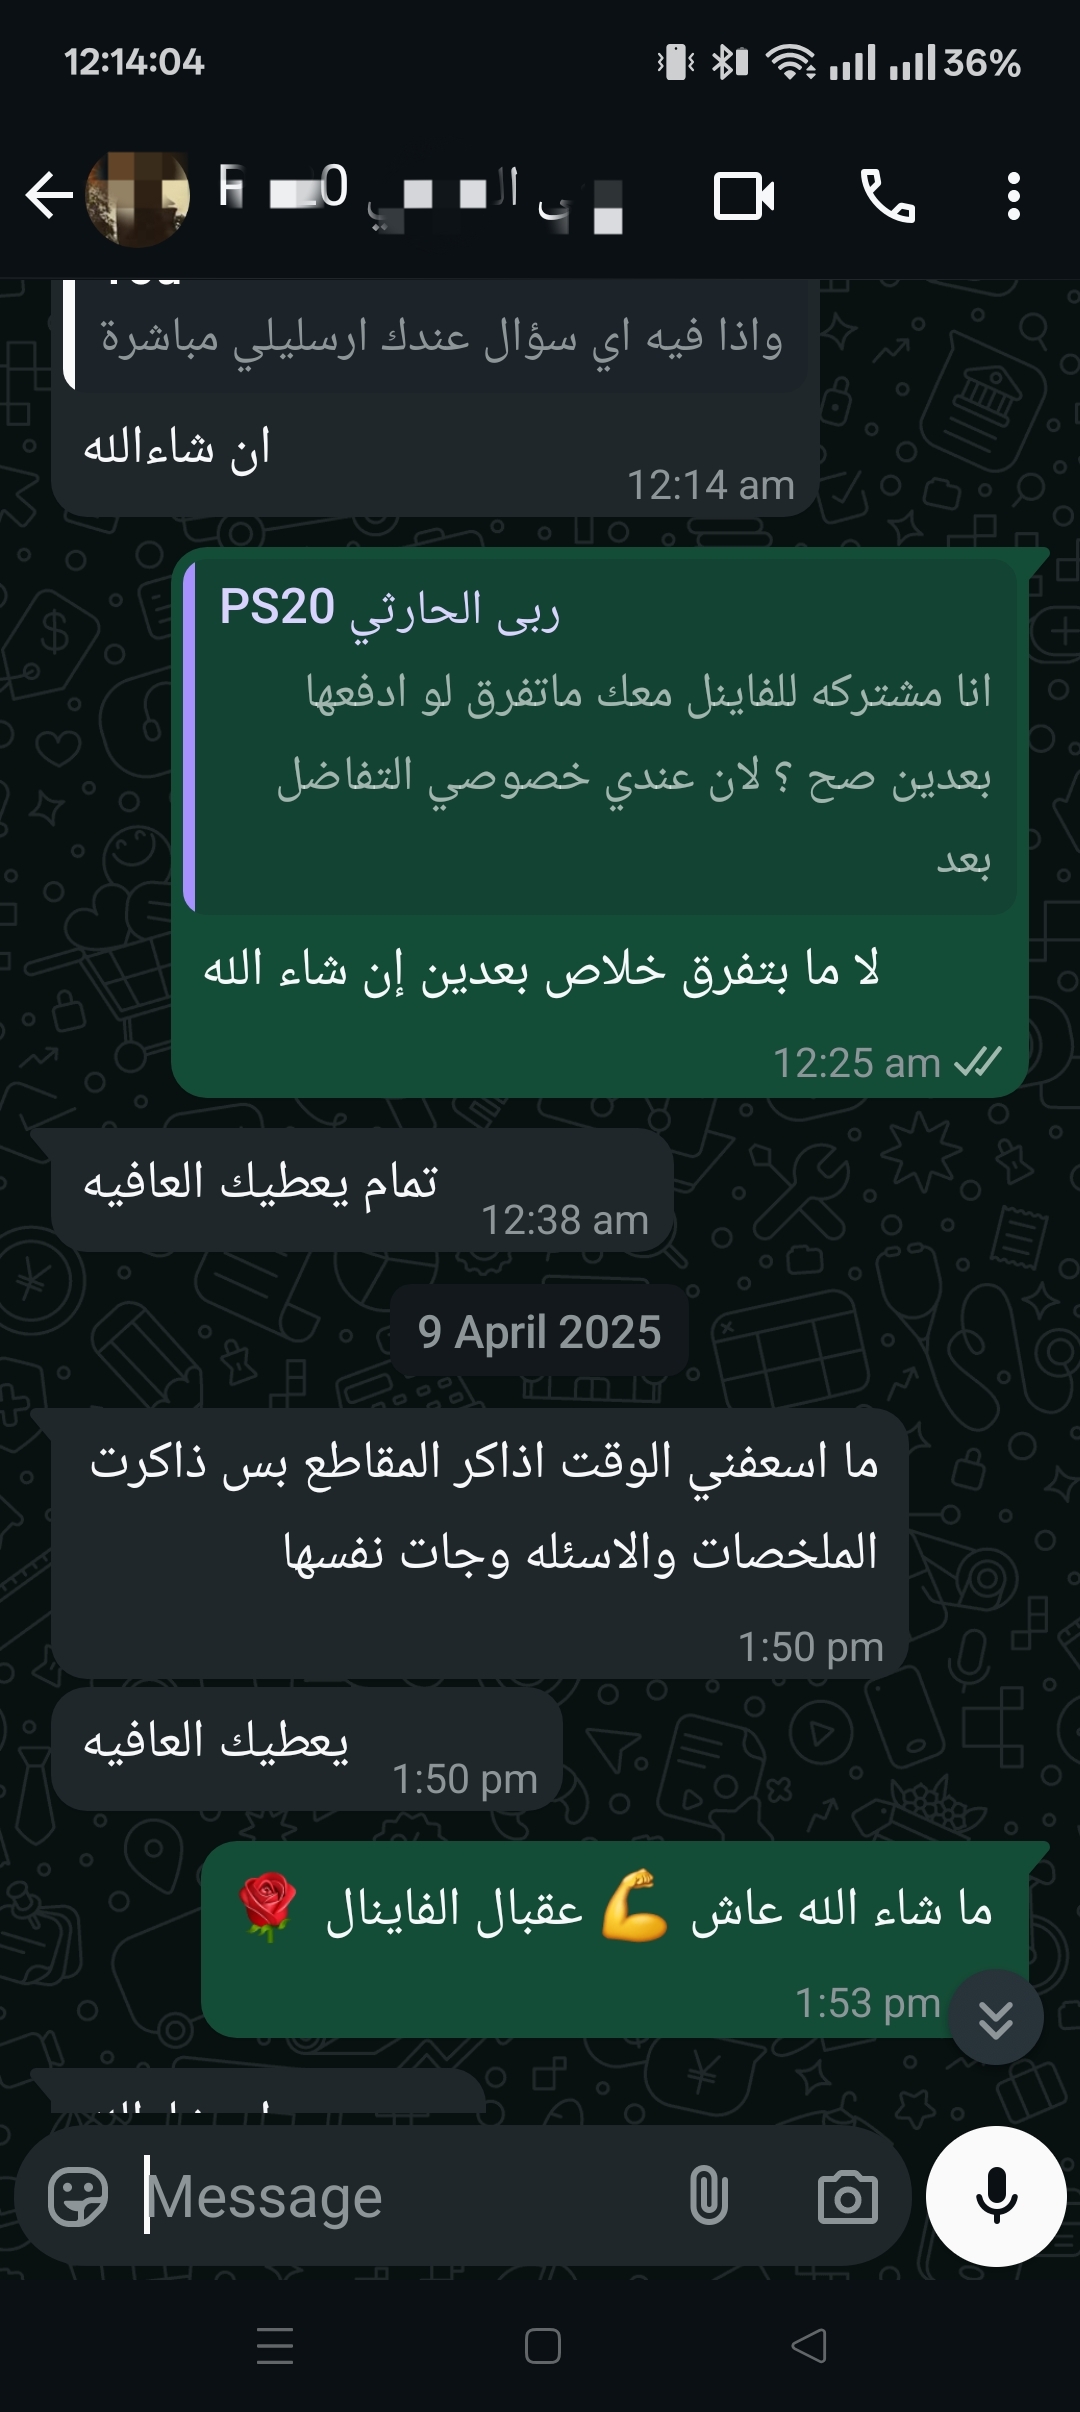 12:14:04
36%
واذا فيه اي سؤال عندك ارسليلي مباشرة
ان شاءالله
12:14 am
ربى الحارثي PS20
انا مشتركه للفاينل معك ماتفرق لو ادفعها
بعدين صح ؟ لان عندي خصوصي التفاضل
بعد
لا ما بتفرق خلاص بعدين إن شاء الله
12:25 am
تمام يعطيك العافيه
12:38 am
9 April 2025
ما اسعفني الوقت اذاكر المقاطع بس ذاكرت
الملخصات والاسئله وجات نفسها
1:50 pm
يعطيك العافيه
1:50 pm
ما شاء الله عاش 💪 عقبال الفاينال 🌹
1:53 pm
Message